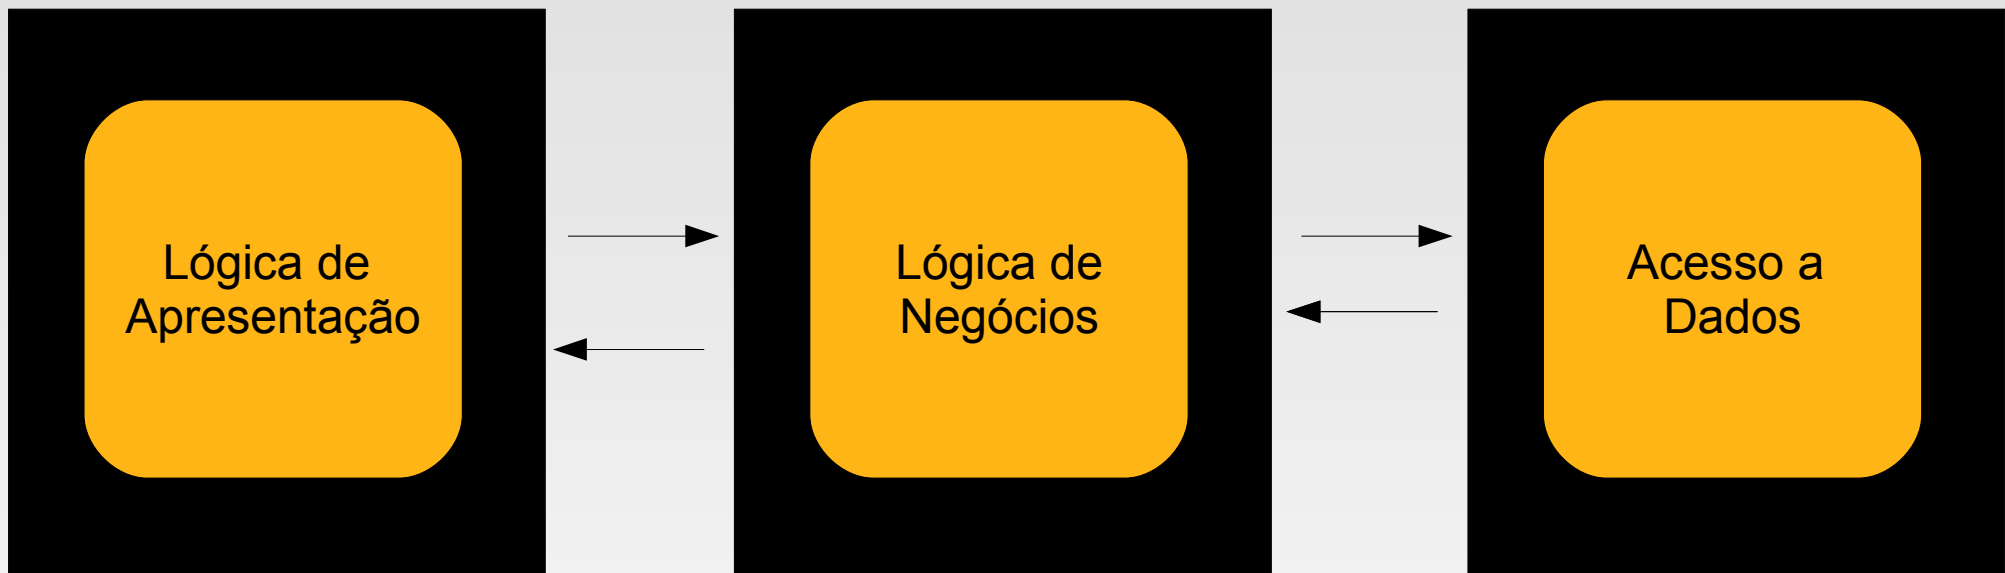 Lógica de
Apresentação
Lógica de
Negócios
Acesso a
Dados